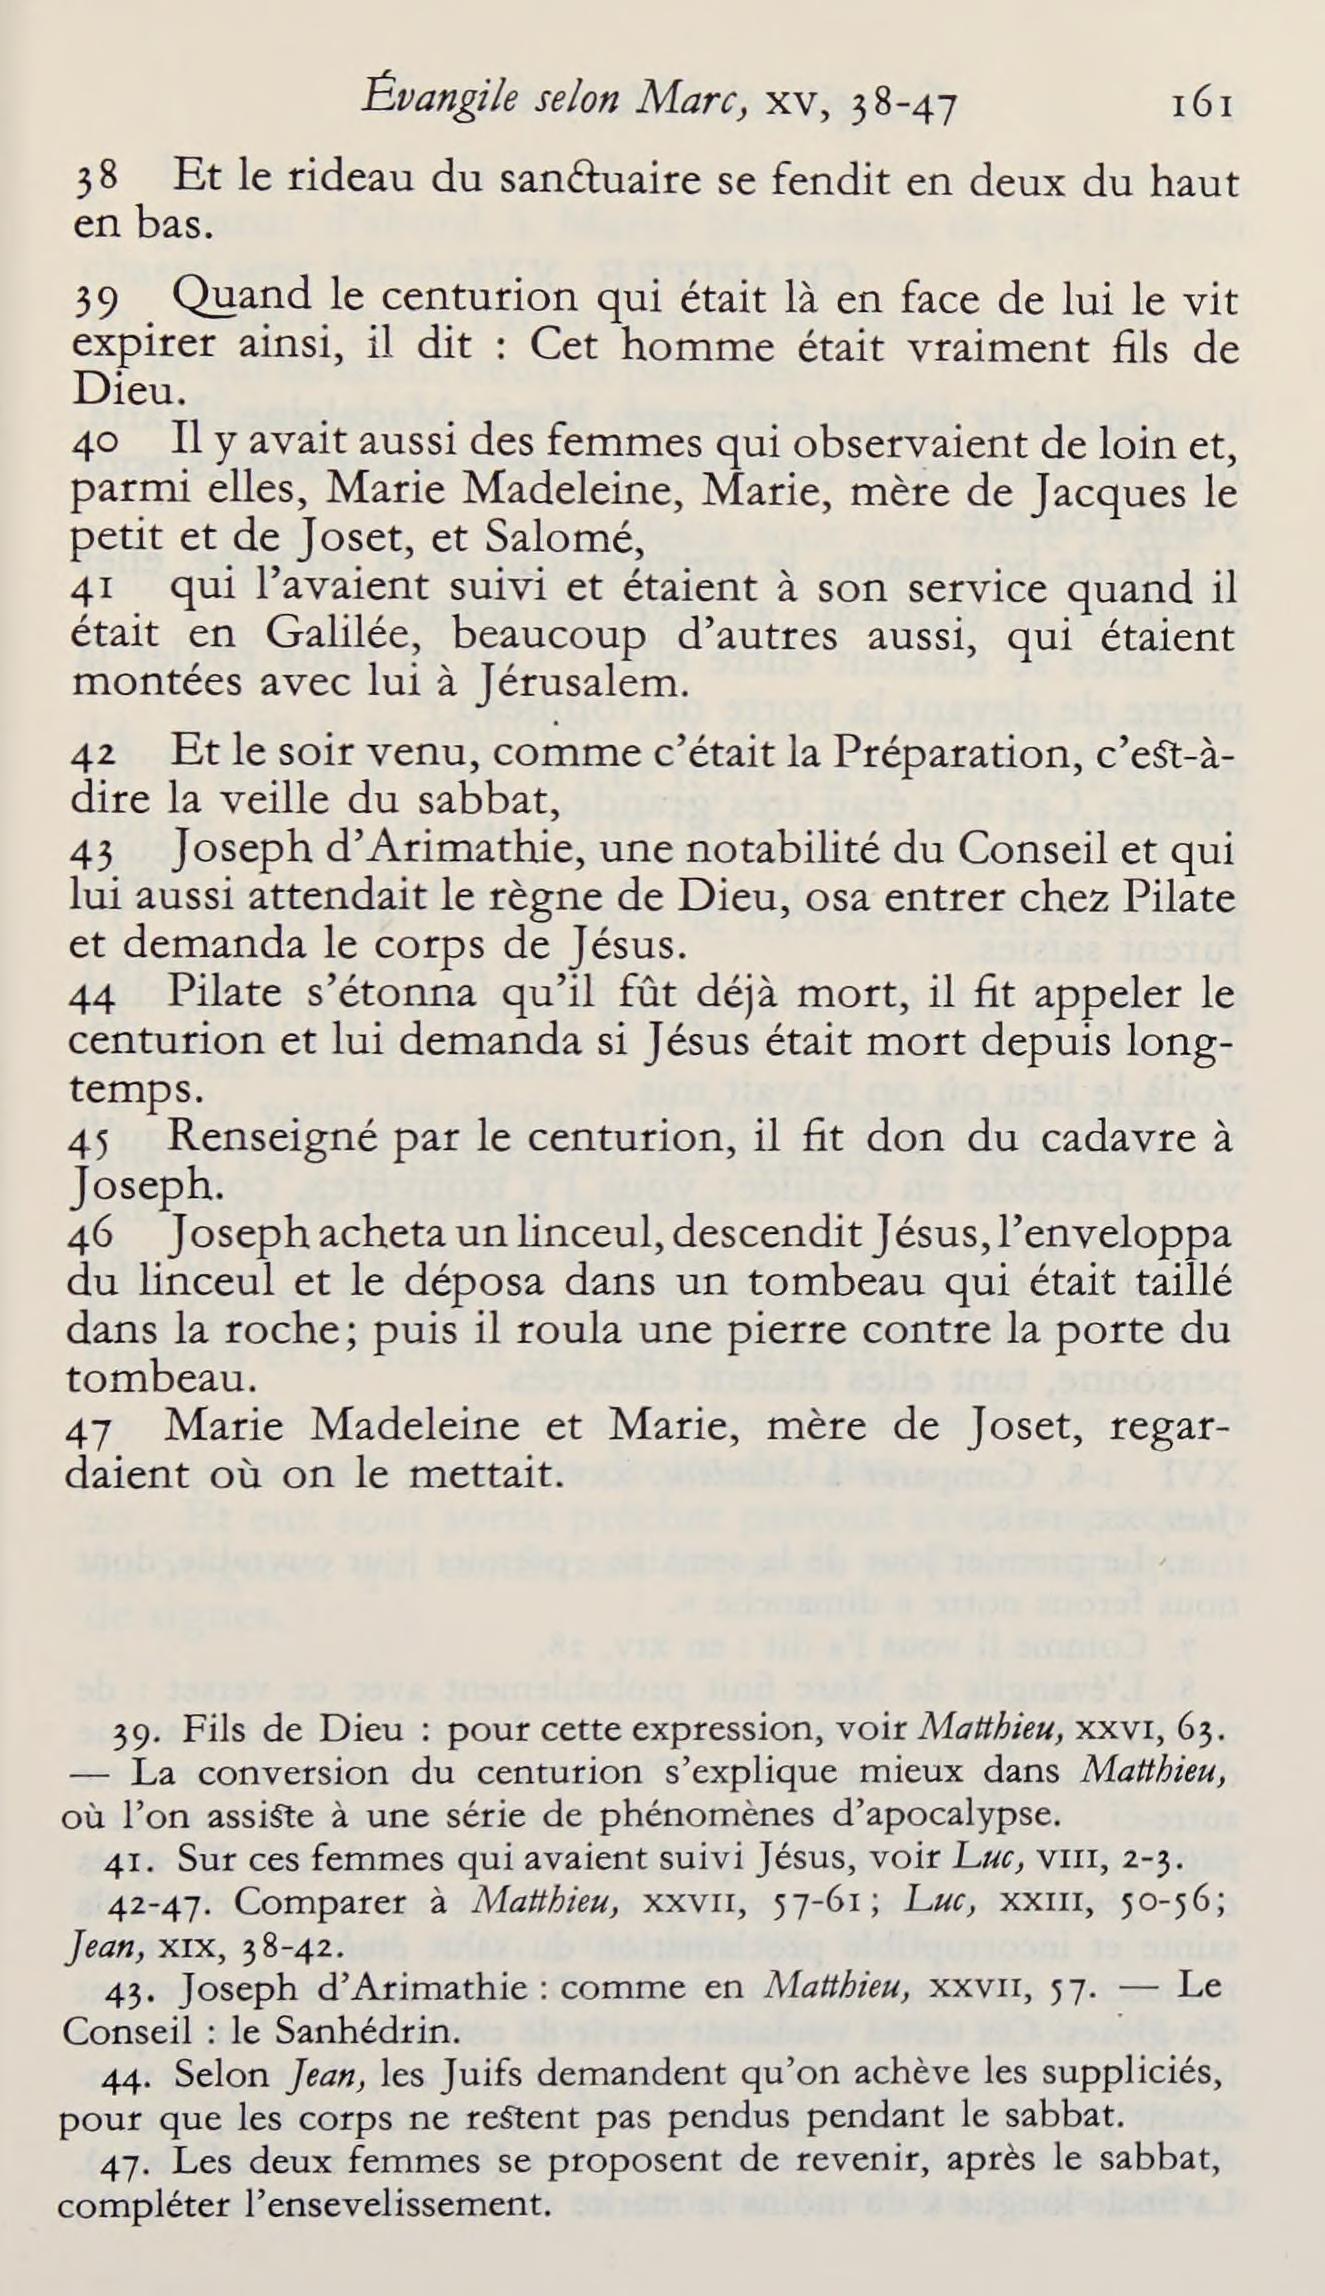 Évangile selon Marc, XV, 38-47 161
38 Et le rideau du sanctuaire se fendit en deux du haut
en bas.
39 Quand le centurion qui était là en face de lui le vit
expirer ainsi, il dit : Cet homme était vraiment fils de
Dieu.
40 Il y avait aussi des femmes qui observaient de loin et,
parmi elles, Marie Madeleine, Marie, mère de Jacques le
petit et de Joset, et Salomé,
41 qui l’avaient suivi et étaient à son service quand il
était en Galilée, beaucoup d’autres aussi, qui étaient
montées avec lui à Jérusalem.
42 Et le soir venu, comme c’était la Préparation, c’est-à-
dire la veille du sabbat,
43 Joseph d’Arimathie, une notabilité du Conseil et qui
lui aussi attendait le règne de Dieu, osa entrer chez Pilate
et demanda le corps de Jésus.
44 Pilate s’étonna qu’il fût déjà mort, il fit appeler le
centurion et lui demanda si Jésus était mort depuis long-
temps.
45 Renseigné par le centurion, il fit don du cadavre à
Joseph.
46 Joseph acheta un linceul, descendit Jésus, l’enveloppa
du linceul et le déposa dans un tombeau qui était taillé
dans la roche; puis il roula une pierre contre la porte du
tombeau.
47 Marie Madeleine et Marie, mère de Joset, regar-
daient où on le mettait.
39. Fils de Dieu : pour cette expression, voir Matthieu, XXVI, 63.
— La conversion du centurion s’explique mieux dans Matthieu,
où l’on assiste à une série de phénomènes d’apocalypse.
41. Sur ces femmes qui avaient suivi Jésus, voir Luc, VIII, 2-3.
42-47. Comparer à Matthieu, XXVII, 57-61; Luc, XXIII, 50-56;
Jean, XIX, 38-42.
43. Joseph d’Arimathie : comme en Matthieu, XXVII, 57. — Le
Conseil : le Sanhédrin.
44. Selon Jean, les Juifs demandent qu’on achève les suppliciés,
pour que les corps ne restent pas pendus pendant le sabbat.
47. Les deux femmes se proposent de revenir, après le sabbat,
compléter l’ensevelissement.